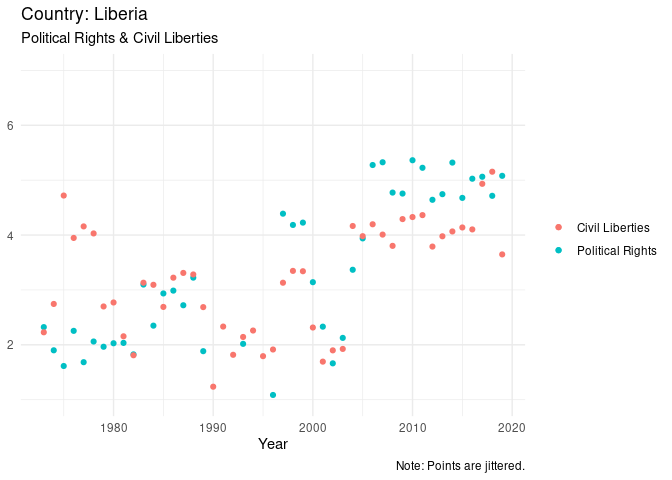 Country: Liberia
Political Rights & Civil Liberties
6
4
2
Civil Liberties
Political Rights
1980 1990 2000 2010 2020
Year
Note: Points are jittered.